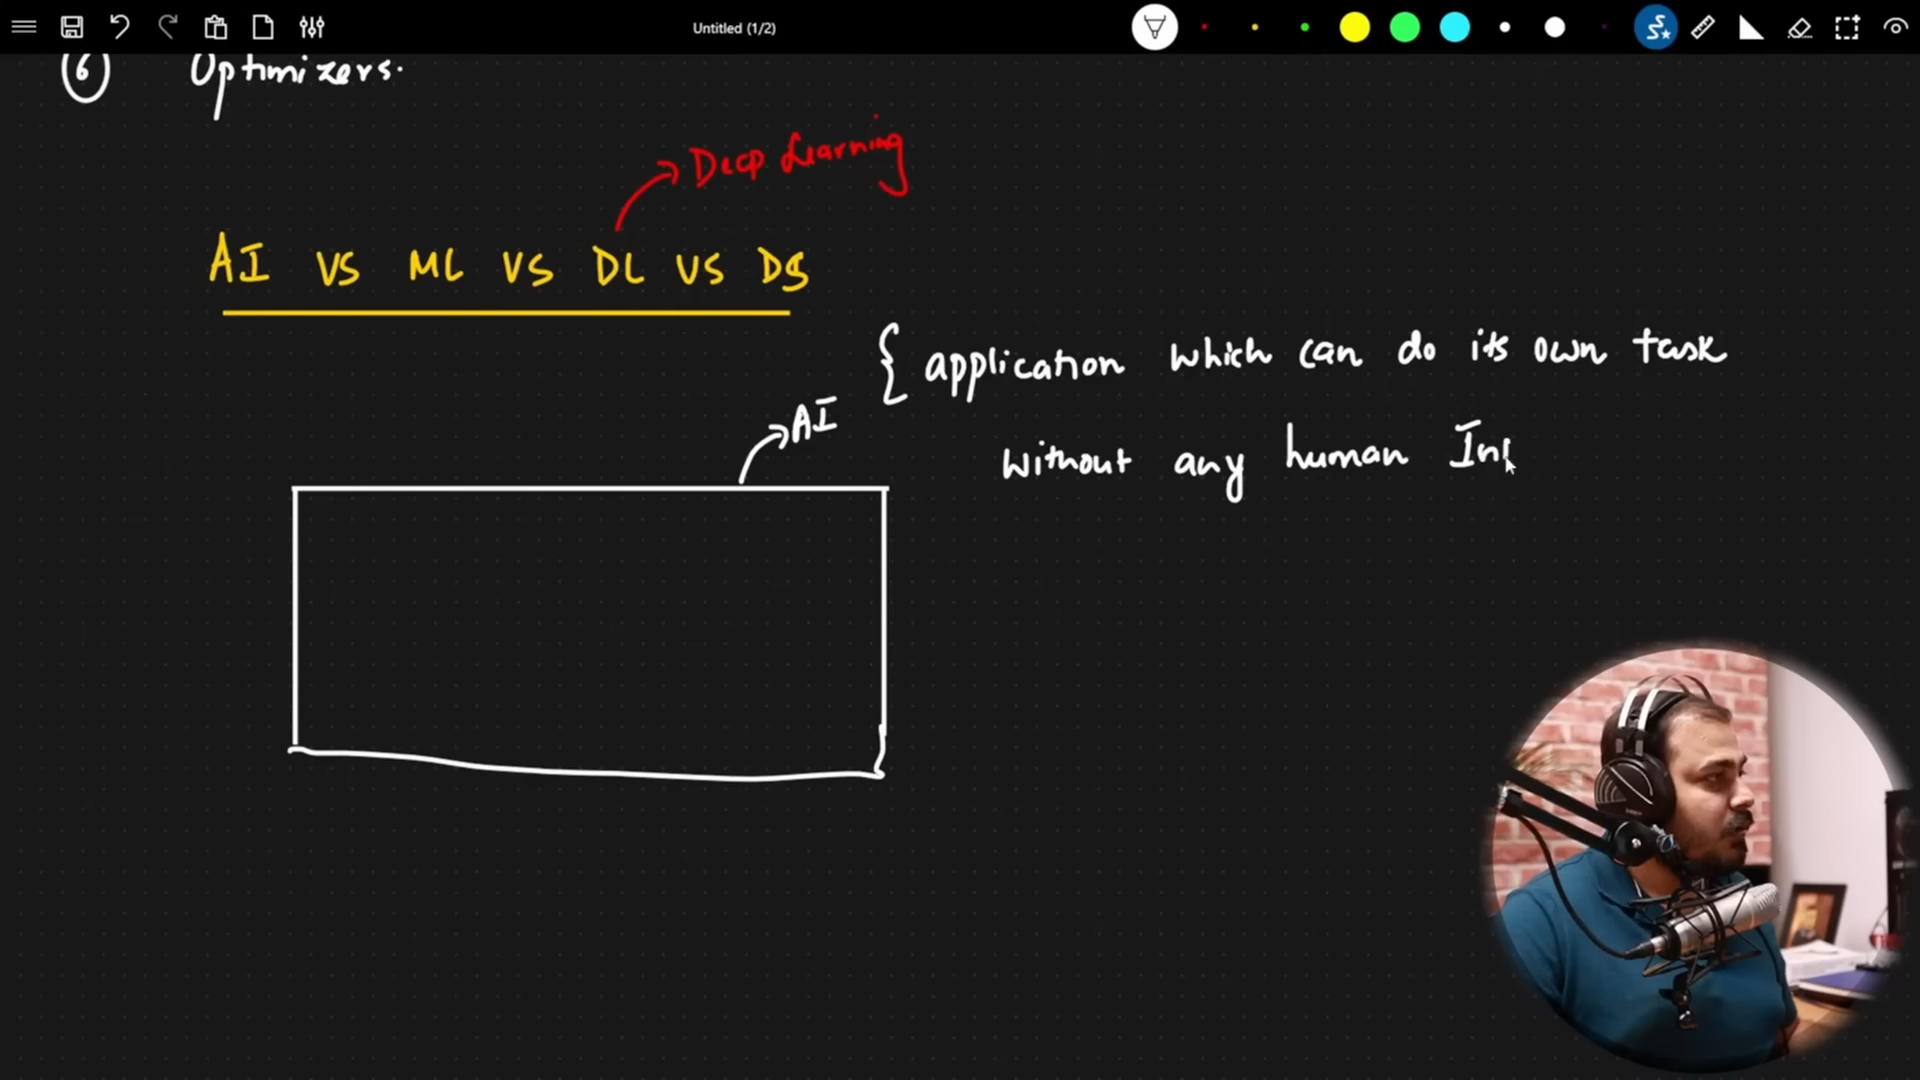 Untitled (1/2)
6 Optimizers.
Deep Learning
AI VS ML VS DL VS DS
{ application which can do its own task
AI
without any human In